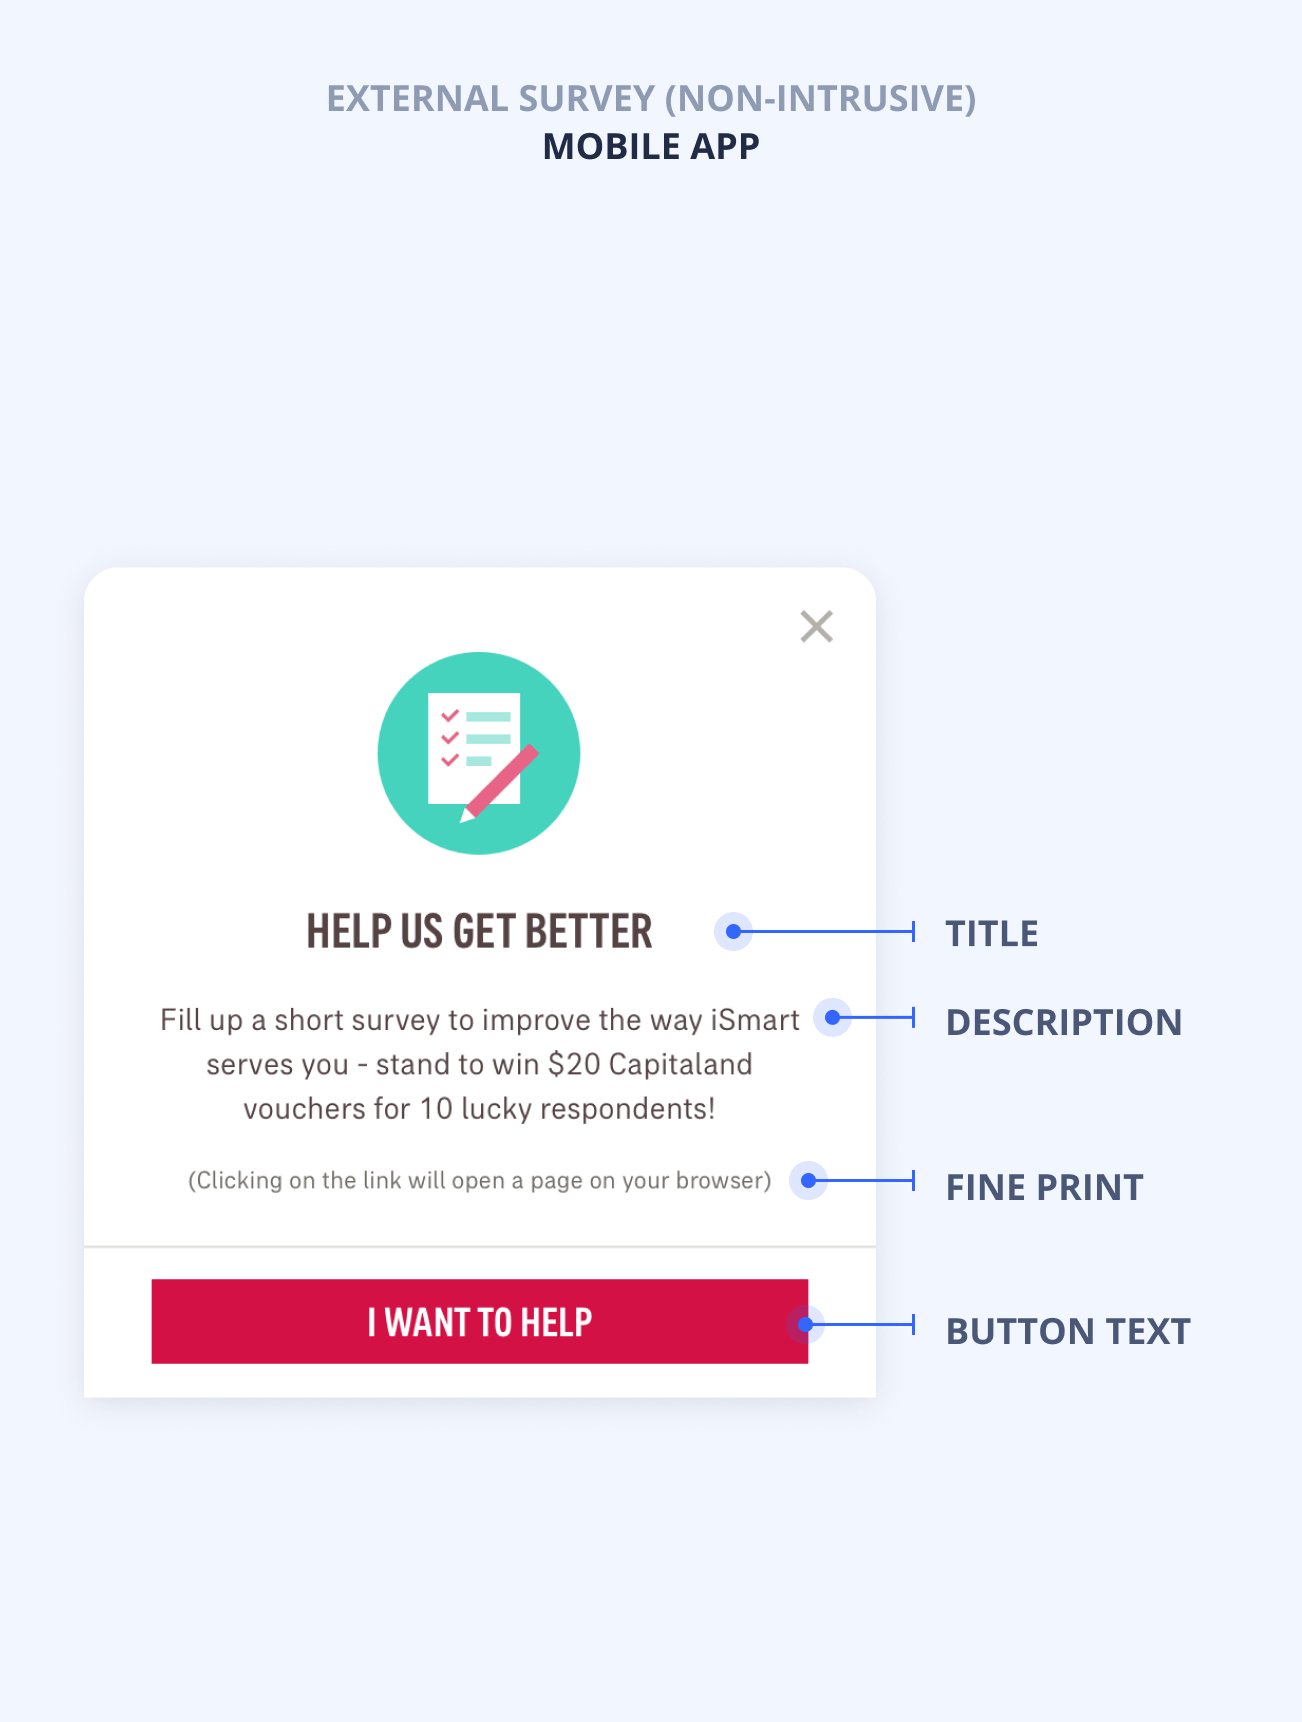 EXTERNAL SURVEY (NON-INTRUSIVE)
MOBILE APP
HELP US GET BETTER
TITLE
Fill up a short survey to improve the way iSmart
serves you - stand to win $20 Capitaland
vouchers for 10 lucky respondents!
DESCRIPTION
(Clicking on the link will open a page on your browser)
FINE PRINT
I WANT TO HELP
BUTTON TEXT